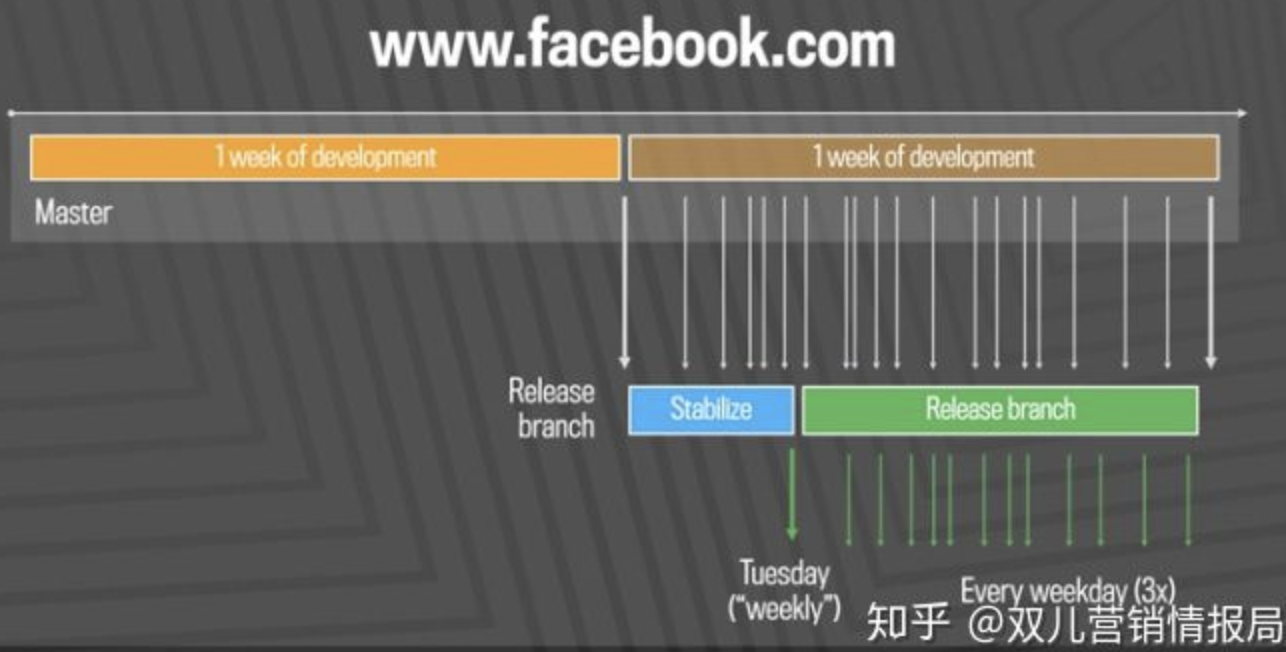 www.facebook.com
1 week of development
1 week of development
Master
Release
branch
Stabilize
Release branch
Tuesday
("weekly")
Every weekday (3x)
知乎 @双儿营销情报局